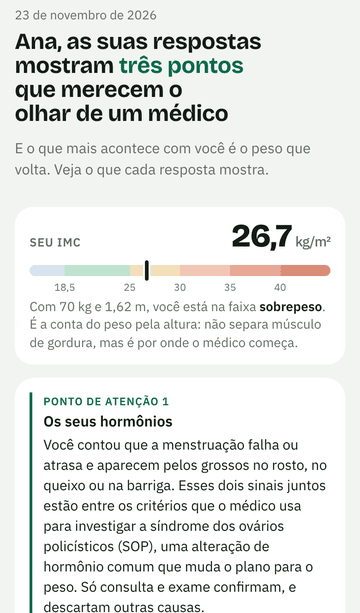 23 de novembro de 2026
Ana, as suas respostas
mostram três pontos
que merecem o
olhar de um médico
E o que mais acontece com você é o peso que
volta. Veja o que cada resposta mostra.
SEU IMC
26,7 kg/m²
18,5 25 30 35 40
Com 70 kg e 1,62 m, você está na faixa sobrepeso.
É a conta do peso pela altura: não separa músculo
de gordura, mas é por onde o médico começa.
PONTO DE ATENÇÃO 1
Os seus hormônios
Você contou que a menstruação falha ou
atrasa e aparecem pelos grossos no rosto, no
queixo ou na barriga. Esses dois sinais juntos
estão entre os critérios que o médico usa
para investigar a síndrome dos ovários
policísticos (SOP), uma alteração de
hormônio comum que muda o plano para o
peso. Só consulta e exame confirmam, e
descartam outras causas.